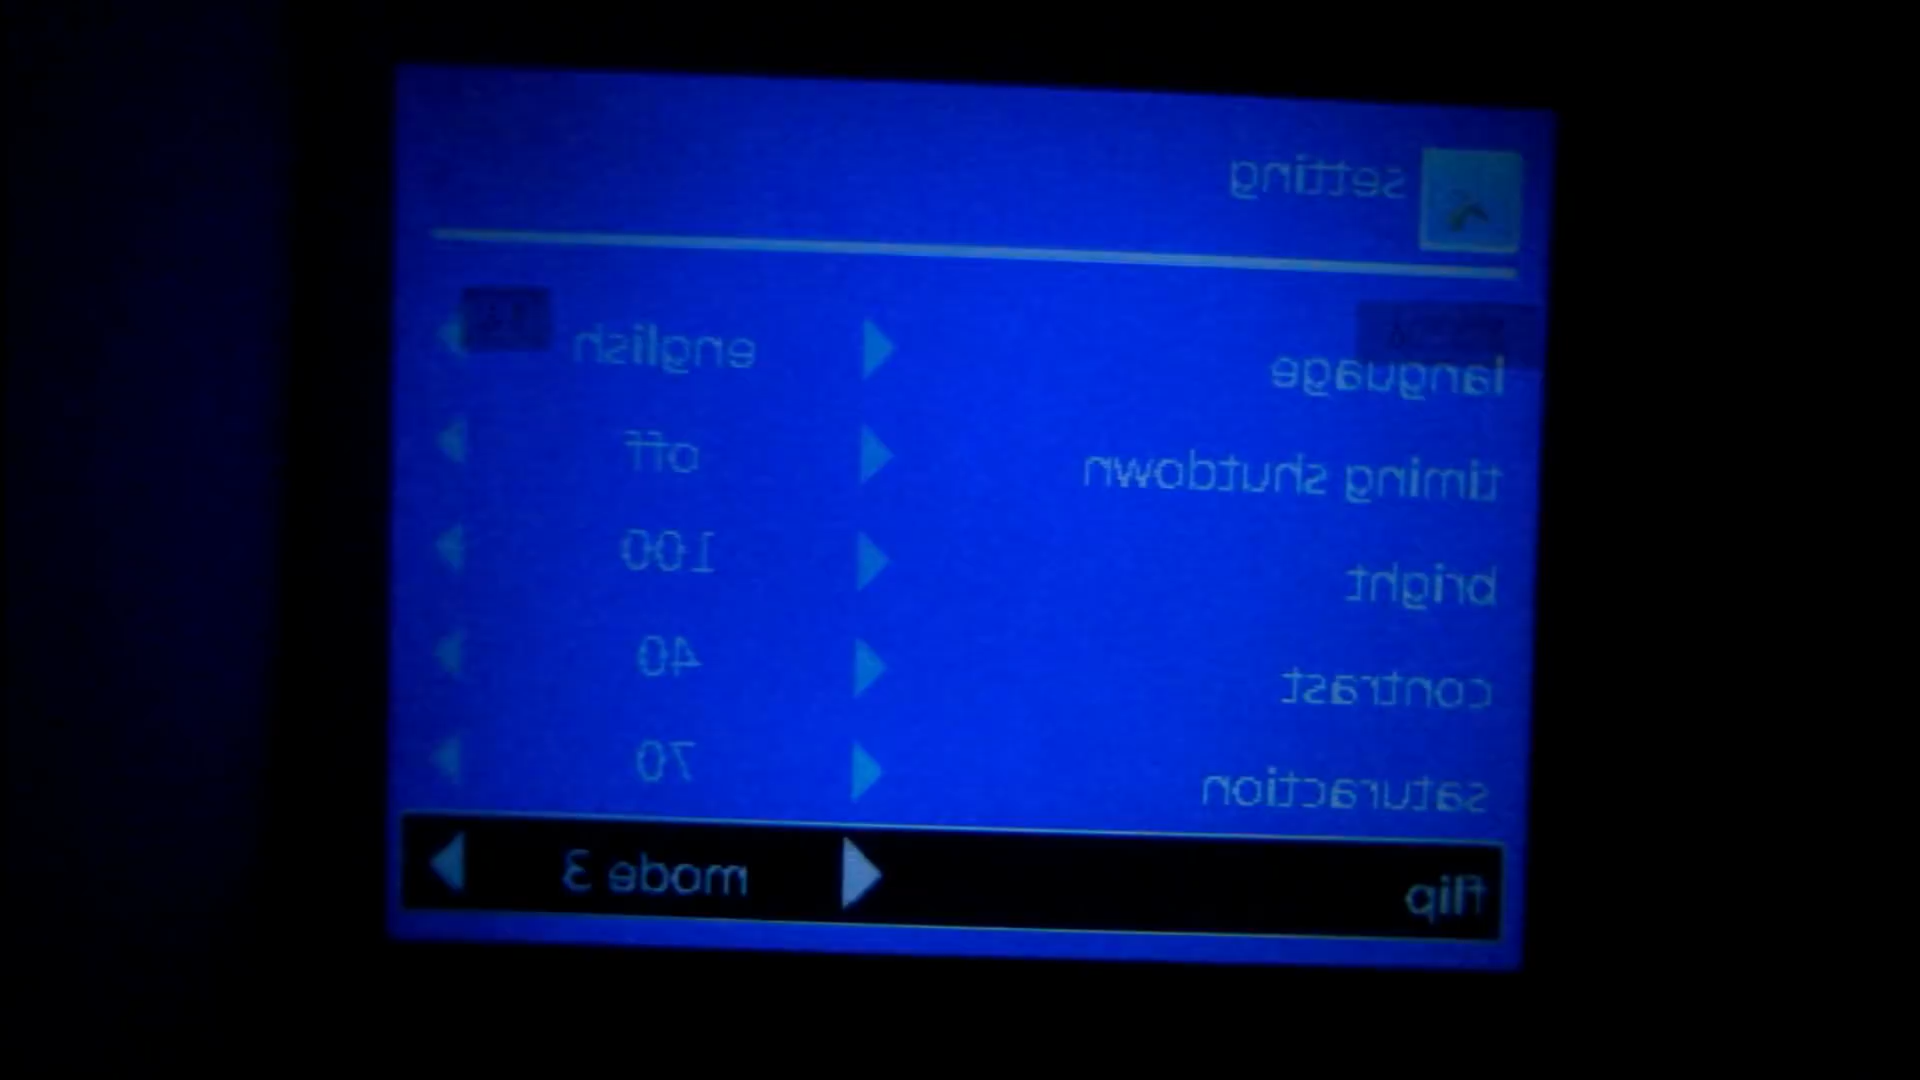 setting
language english
timing shutdown off
bright 100
contrast 40
saturaction 70
flip mode 3